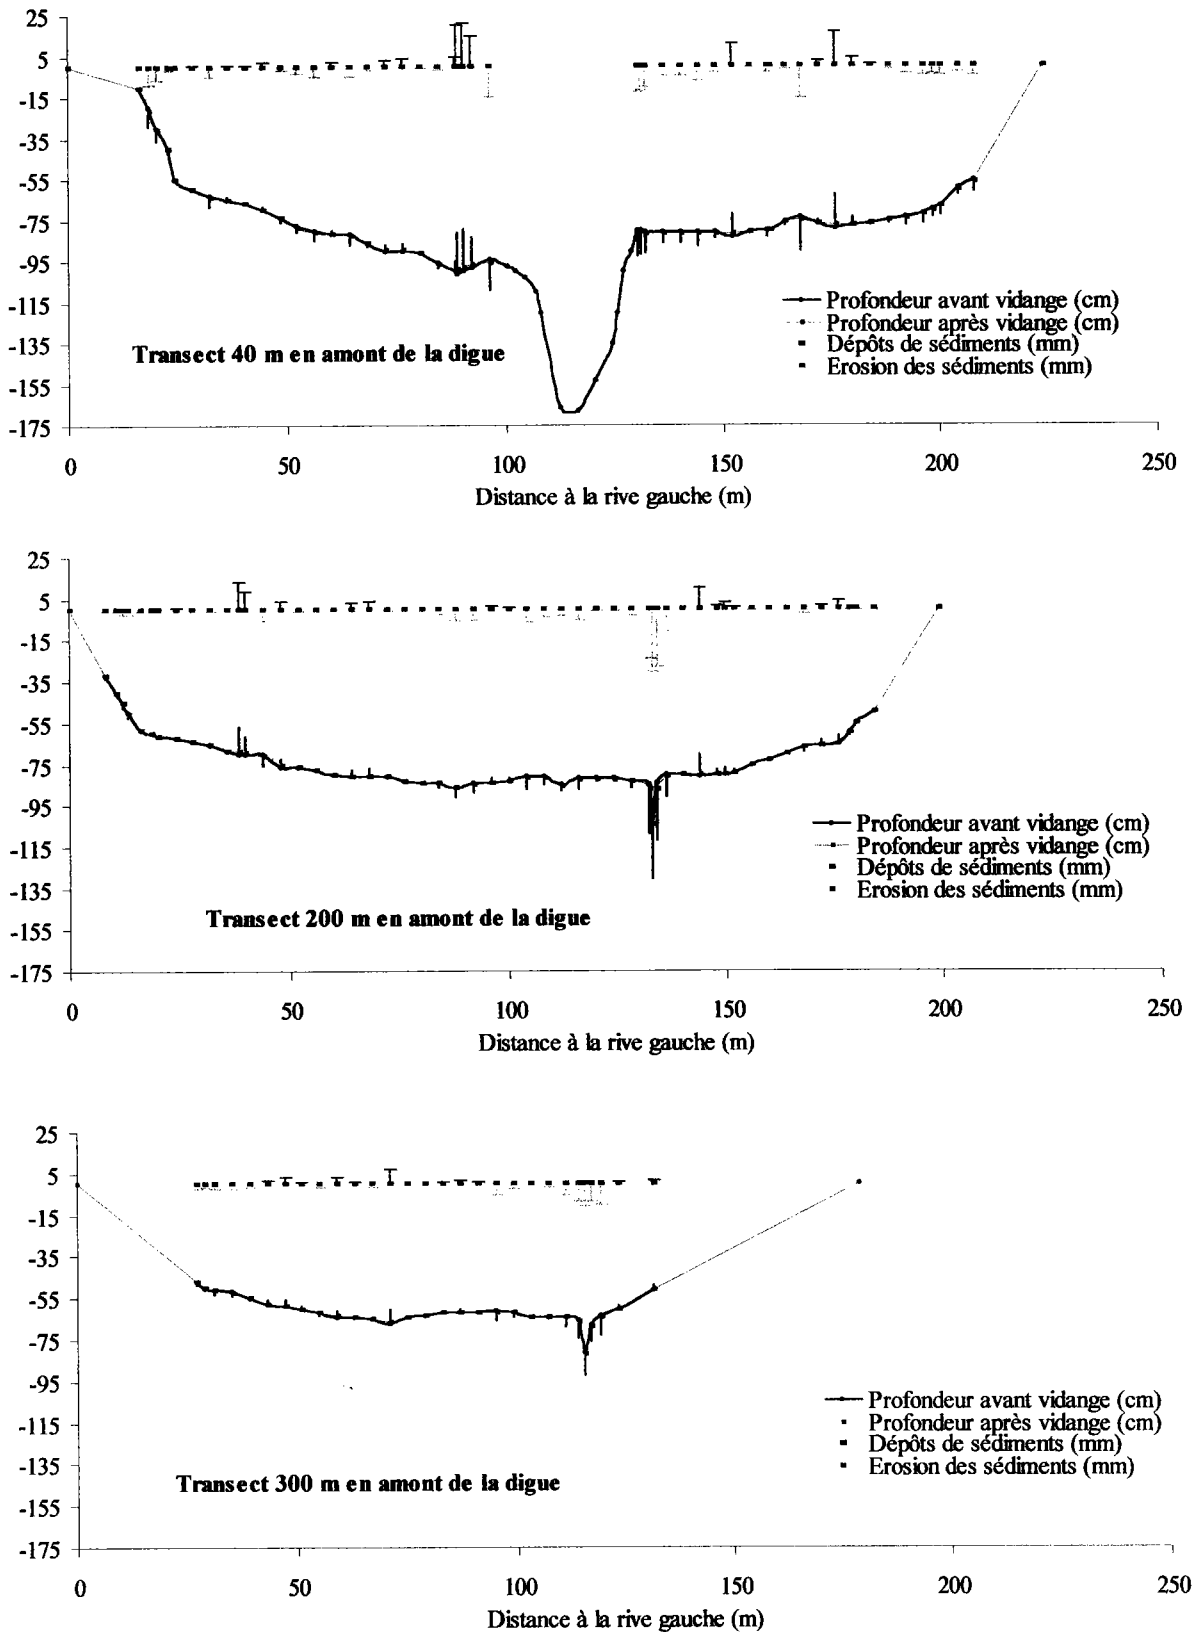 25
5
-15
-35
-55
-75
-95
-115
-135
-155
-175
Profondeur avant vidange (cm)
Profondeur après vidange (cm)
Dépôts de sédiments (mm)
Erosion des sédiments (mm)
Transect 40 m en amont de la digue
0 50 100 150 200 250
Distance à la rive gauche (m)
25
5
-15
-35
-55
-75
-95
-115
-135
-155
-175
Profondeur avant vidange (cm)
Profondeur après vidange (cm)
Dépôts de sédiments (mm)
Erosion des sédiments (mm)
Transect 200 m en amont de la digue
0 50 100 150 200 250
Distance à la rive gauche (m)
25
5
-15
-35
-55
-75
-95
-115
-135
-155
-175
Profondeur avant vidange (cm)
Profondeur après vidange (cm)
Dépôts de sédiments (mm)
Erosion des sédiments (mm)
Transect 300 m en amont de la digue
0 50 100 150 200 250
Distance à la rive gauche (m)